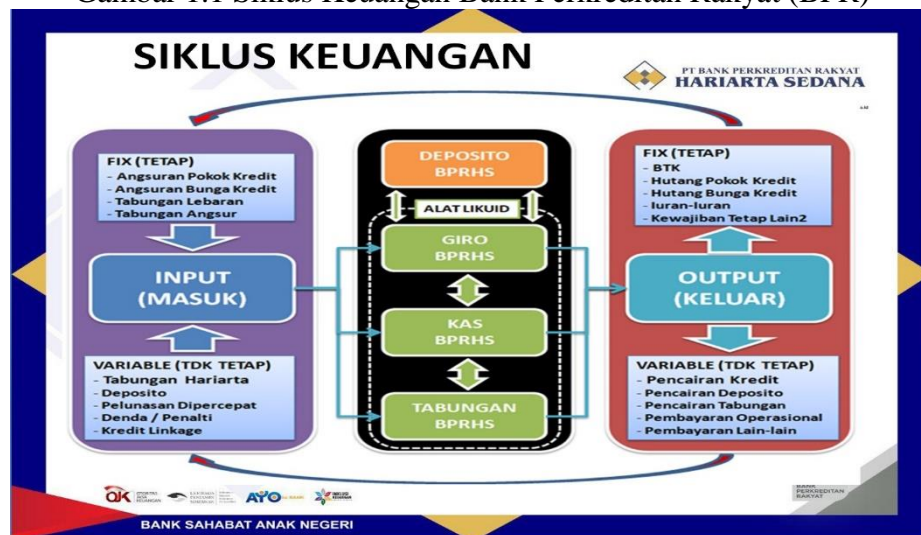 Gambar 1.1 Siklus Keuangan Bank Perkreditan Rakyat (BPR)
SIKLUS KEUANGAN
PT BANK PERKREDITAN RAKYAT
HARIARTA SEDANA
FIX (TETAP)
- Angsuran Pokok Kredit
- Angsuran Bunga Kredit
- Tabungan Lebaran
- Tabungan Angsur
INPUT
(MASUK)
VARIABLE (TDK TETAP)
- Tabungan Hariarta
- Deposito
- Pelunasan Dipercepat
- Denda / Penalti
- Kredit Linkage
DEPOSITO
BPRHS
ALAT LIKUID
GIRO
BPRHS
KAS
BPRHS
TABUNGAN
BPRHS
FIX (TETAP)
- BTK
- Hutang Pokok Kredit
- Hutang Bunga Kredit
- Iuran-Iuran
- Kewajiban Tetap Lain2
OUTPUT
(KELUAR)
VARIABLE (TDK TETAP)
- Pencairan Kredit
- Pencairan Deposito
- Pencairan Tabungan
- Pembayaran Operasional
- Pembayaran Lain-lain
OJK
AYO
BANK
PERKREDITAN
RAKYAT
BANK SAHABAT ANAK NEGERI